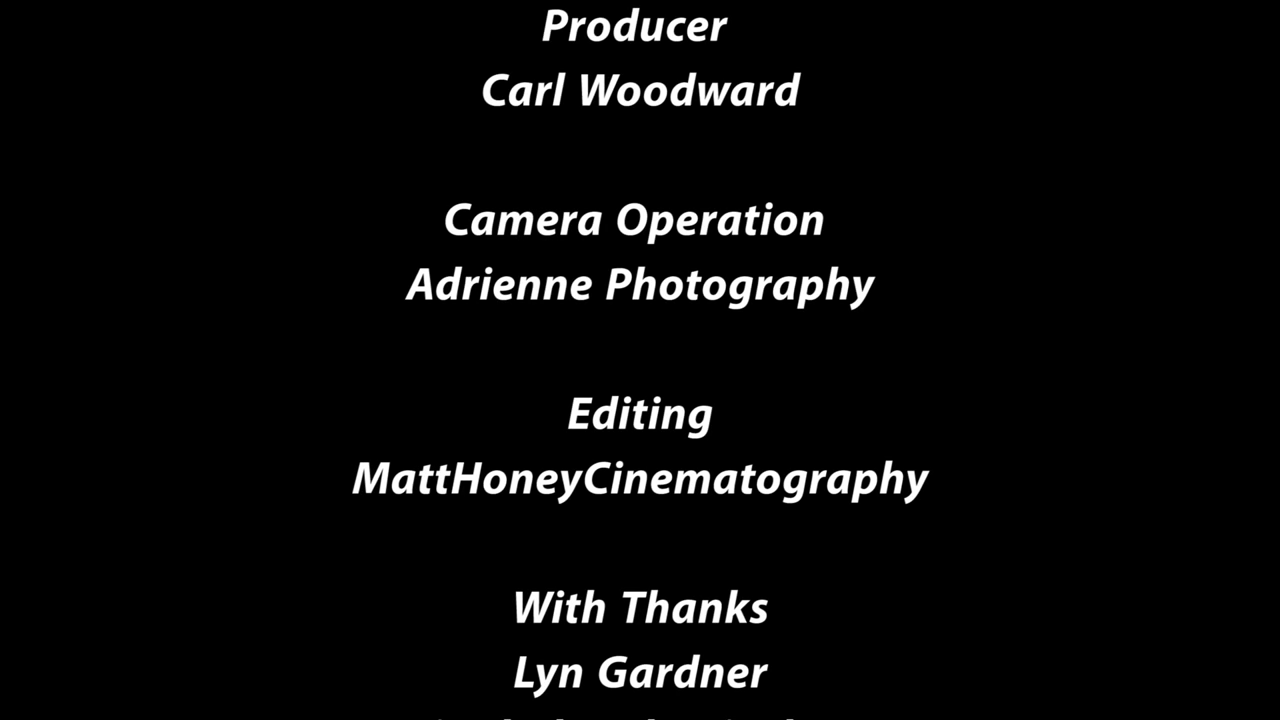 Producer
Carl Woodward
Camera Operation
Adrienne Photography
Editing
MattHoneyCinematography
With Thanks
Lyn Gardner